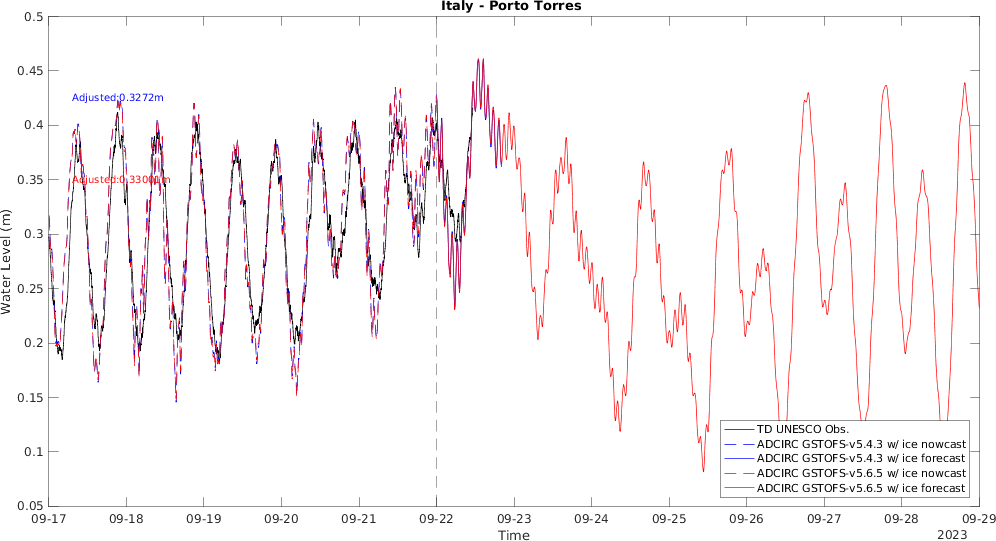 Italy - Porto Torres
0.5
0.45
0.4
0.35
0.3
0.25
0.2
0.15
0.1
0.05
Water Level (m)
Adjusted:0.3272m
Adjusted:0.33001m
TD UNESCO Obs.
ADCIRC GSTOFS-v5.4.3 w/ ice nowcast
ADCIRC GSTOFS-v5.4.3 w/ ice forecast
ADCIRC GSTOFS-v5.6.5 w/ ice nowcast
ADCIRC GSTOFS-v5.6.5 w/ ice forecast
09-17 09-18 09-19 09-20 09-21 09-22 09-23 09-24 09-25 09-26 09-27 09-28 09-29
Time
2023